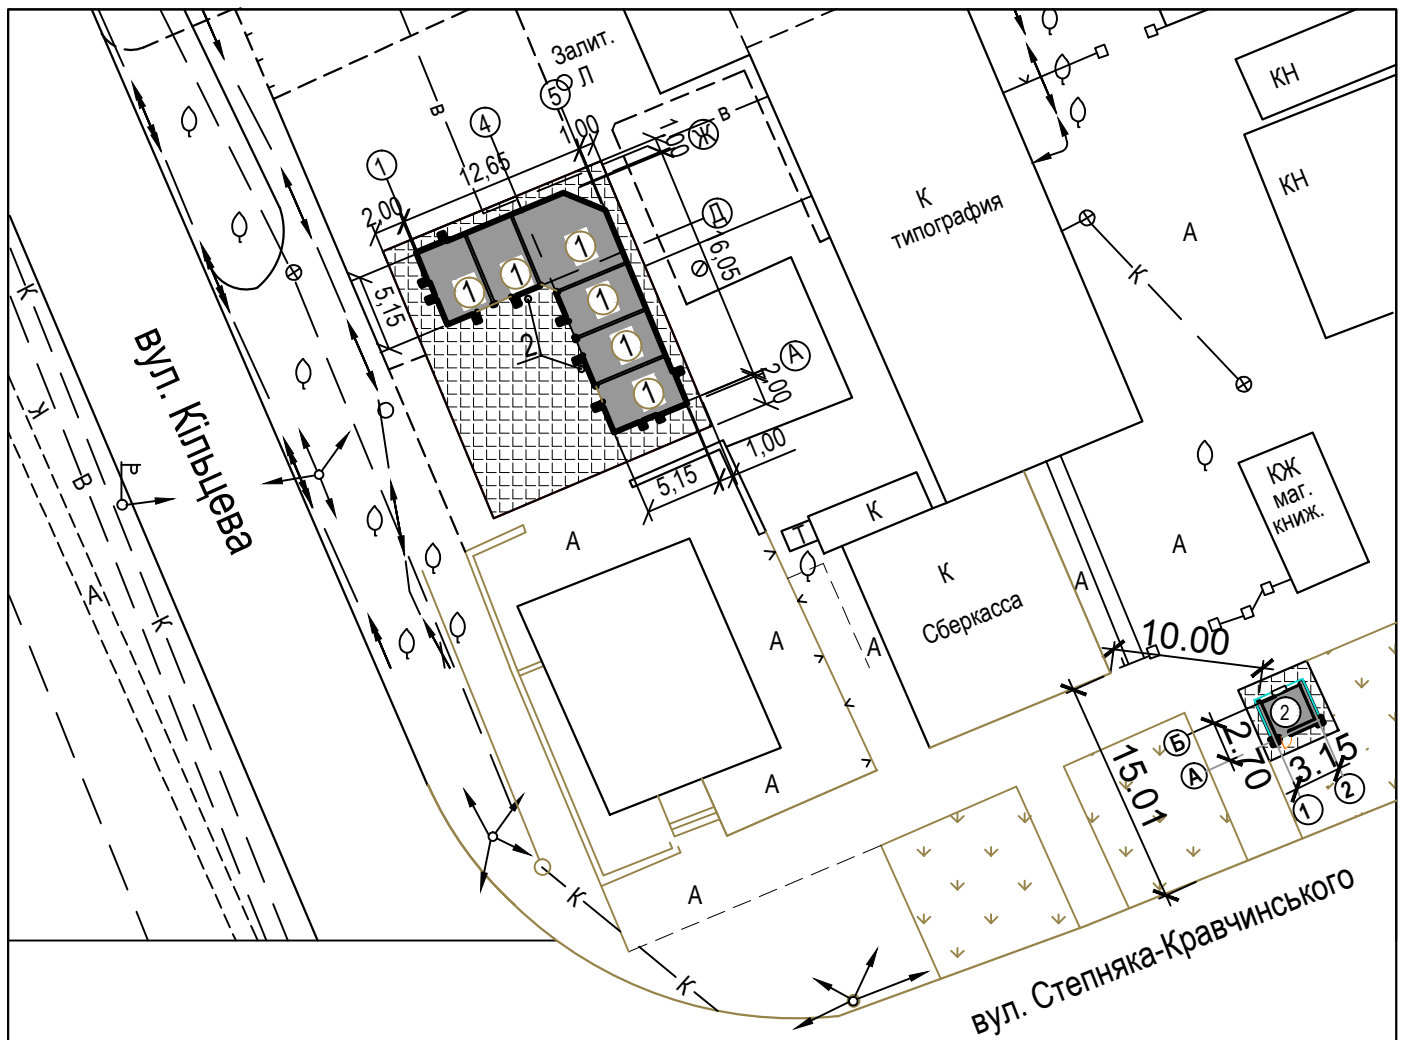 Залит.
Л
5
4
1
1,00
12,65
2,00
5,15
В
В
1,00
Ж
Д
6,05
А
2,00
1,00
5,15
1
1
1
1
1
1
2
К
типография
КН
КН
А
К
К
К
В
К
А
К
вул. Кільцева
А
Т
К
К
Сберкасса
А
А
А
А
А
А
КЖ
маг.
книж.
10.00
2
Б
А
2.70
3.15
1
2
15.01
К
К
вул. Степняка-Кравчинського